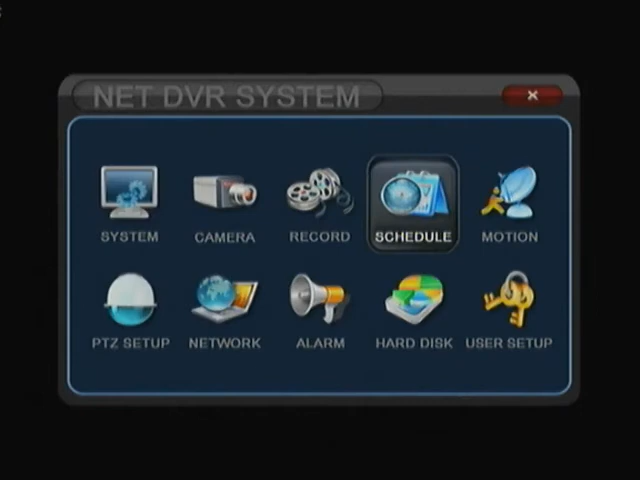 NET DVR SYSTEM
SYSTEM
CAMERA
RECORD
SCHEDULE
MOTION
PTZ SETUP
NETWORK
ALARM
HARD DISK
USER SETUP